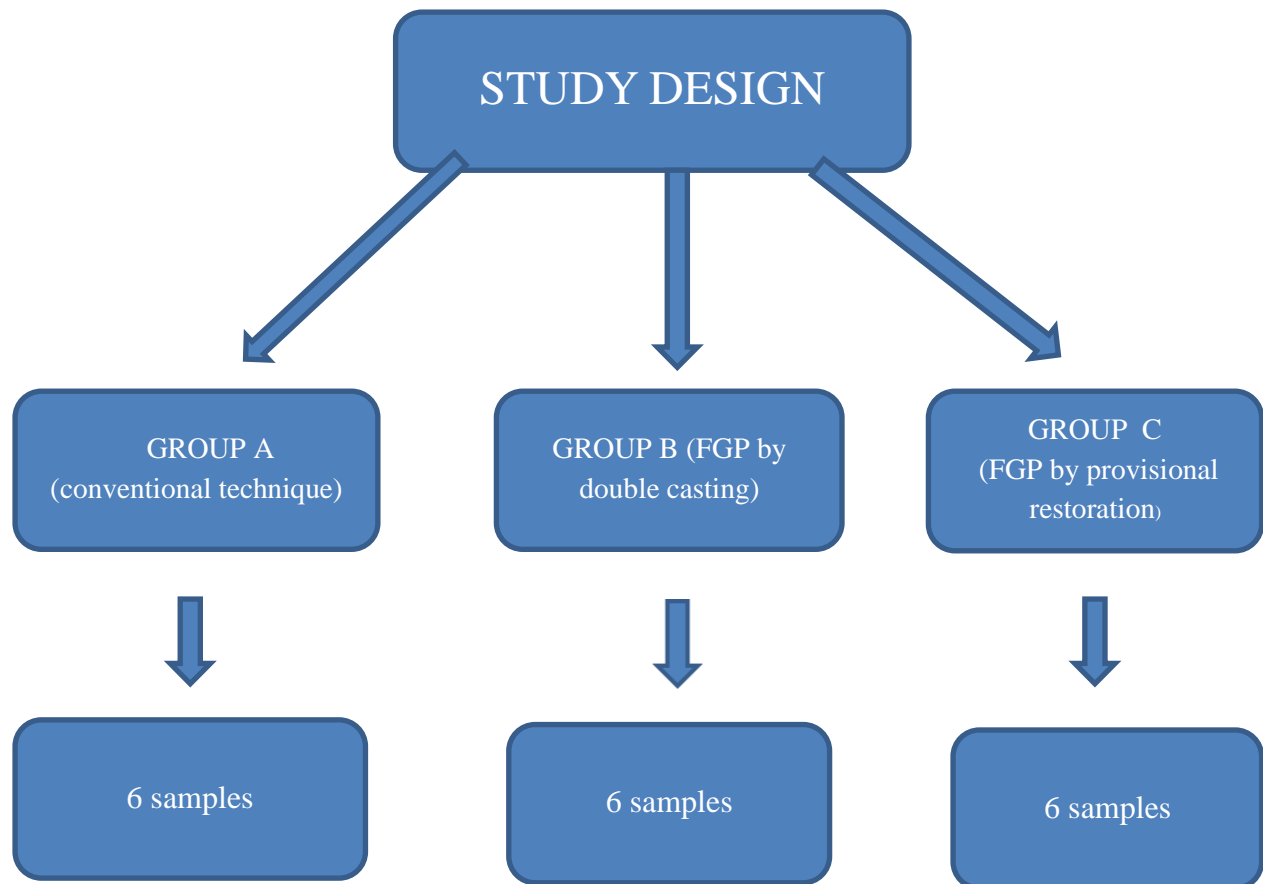 STUDY DESIGN
GROUP A
(conventional technique)
GROUP B (FGP by
double casting)
GROUP C
(FGP by provisional
restoration)
6 samples
6 samples
6 samples